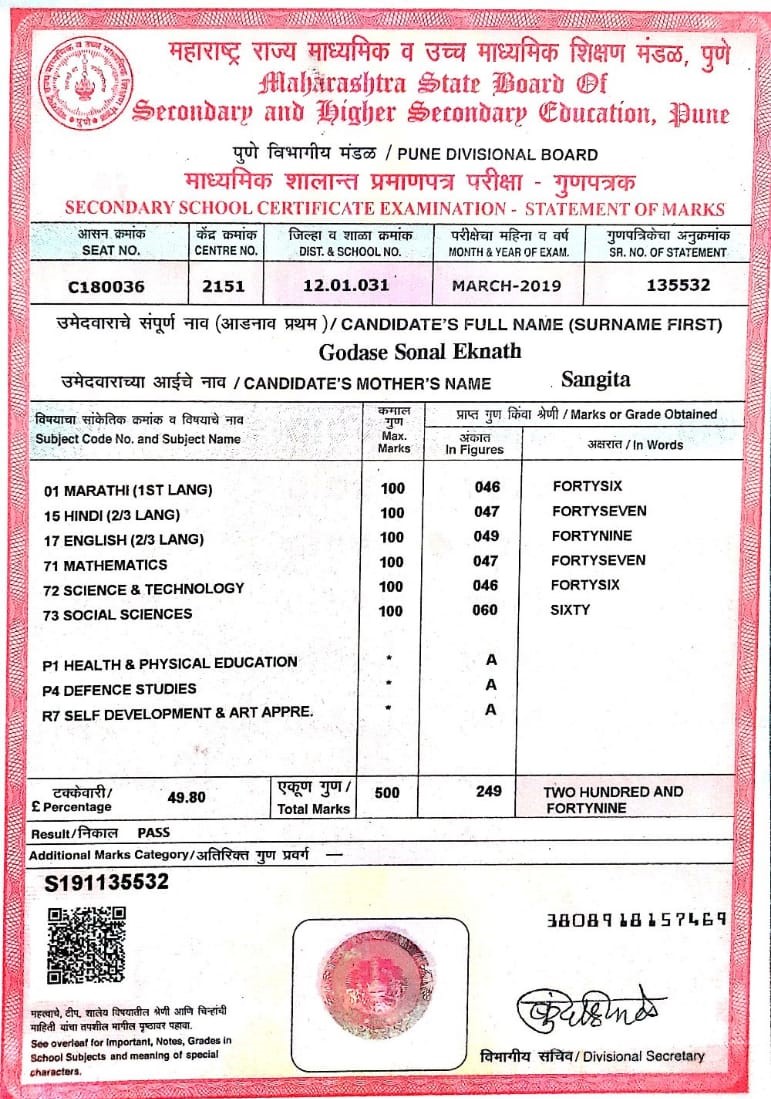 महाराष्ट्र राज्य माध्यमिक व उच्च माध्यमिक शिक्षण मंडळ, पुणे
Maharashtra State Board Of
Secondary and Higher Secondary Education, Pune
पुणे विभागीय मंडळ / PUNE DIVISIONAL BOARD
माध्यमिक शालान्त प्रमाणपत्र परीक्षा - गुणपत्रक
SECONDARY SCHOOL CERTIFICATE EXAMINATION - STATEMENT OF MARKS
आसन क्रमांक केंद्र क्रमांक जिल्हा व शाळा क्रमांक परीक्षेचा महिना व वर्ष गुणपत्रिकेचा अनुक्रमांक
SEAT NO. CENTRE NO. DIST. & SCHOOL NO. MONTH & YEAR OF EXAM. SR. NO. OF STATEMENT
C180036 2151 12.01.031 MARCH-2019 135532
उमेदवाराचे संपूर्ण नाव (आडनाव प्रथम)/ CANDIDATE'S FULL NAME (SURNAME FIRST)
Godase Sonal Eknath
उमेदवाराच्या आईचे नाव / CANDIDATE'S MOTHER'S NAME Sangita
विषयाचा सांकेतिक क्रमांक व विषयाचे नाव
Subject Code No. and Subject Name
कमाल
गुण
Max.
Marks
प्राप्त गुण किंवा श्रेणी / Marks or Grade Obtained
अंकात
In Figures
अक्षरात / In Words
01 MARATHI (1ST LANG) 100 046 FORTYSIX
15 HINDI (2/3 LANG) 100 047 FORTYSEVEN
17 ENGLISH (2/3 LANG) 100 049 FORTYNINE
71 MATHEMATICS 100 047 FORTYSEVEN
72 SCIENCE & TECHNOLOGY 100 046 FORTYSIX
73 SOCIAL SCIENCES 100 060 SIXTY
P1 HEALTH & PHYSICAL EDUCATION * A
P4 DEFENCE STUDIES * A
R7 SELF DEVELOPMENT & ART APPRE. * A
टक्केवारी/
£ Percentage
49.80
एकूण गुण /
Total Marks
500 249 TWO HUNDRED AND
FORTYNINE
Result/निकाल PASS
Additional Marks Category/अतिरिक्त गुण प्रवर्ग —
S191135532
3808918157469
महत्वाचे, टीप, शालेय विषयातील श्रेणी आणि चिन्हांची
माहिती यांचा तपशील मागील पृष्ठावर पहावा.
See overleaf for Important, Notes, Grades in
School Subjects and meaning of special
characters.
विभागीय सचिव/ Divisional Secretary